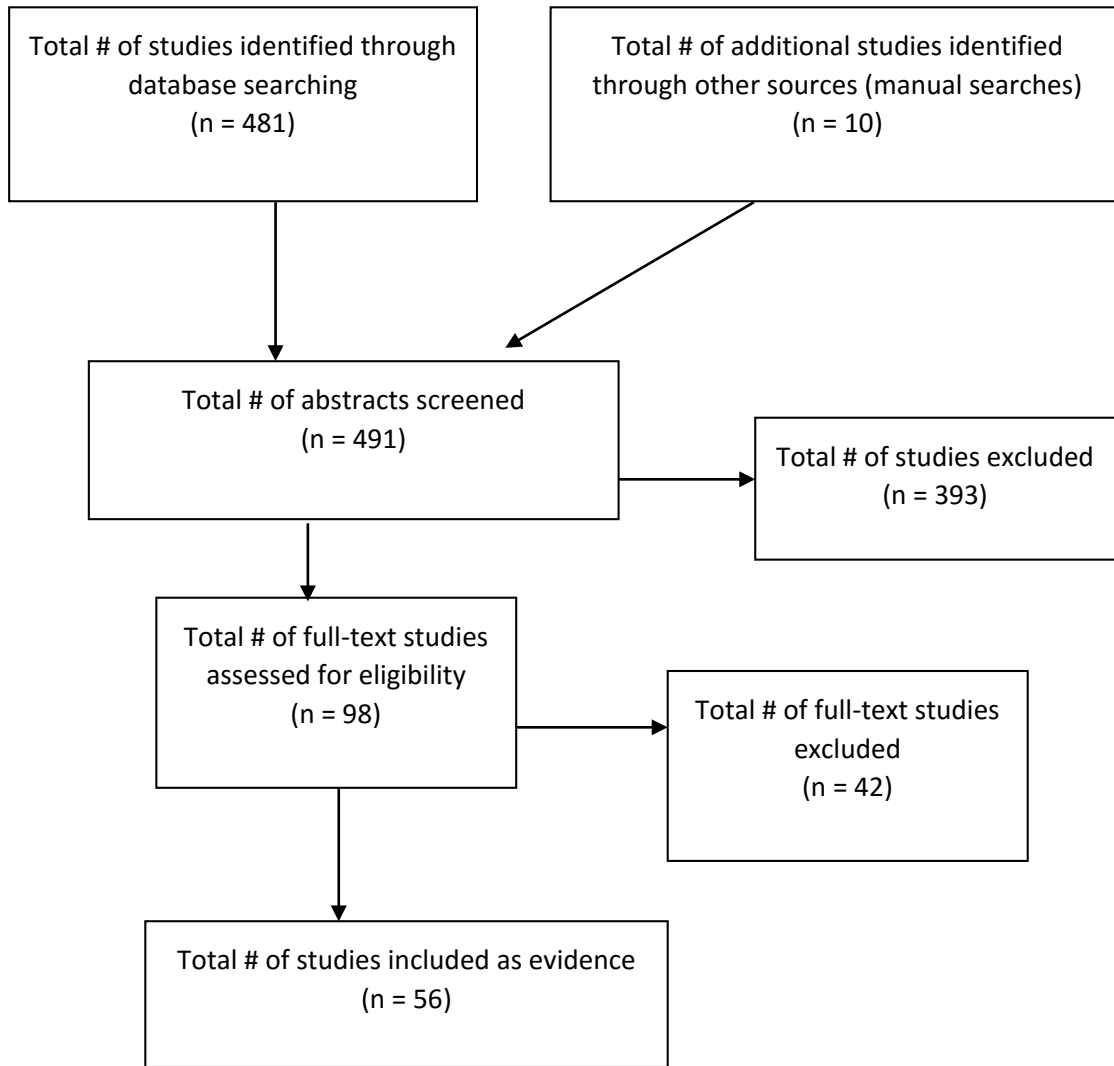 Total # of studies identified through
database searching
(n = 481)
Total # of additional studies identified
through other sources (manual searches)
(n = 10)
Total # of abstracts screened
(n = 491)
Total # of studies excluded
(n = 393)
Total # of full-text studies
assessed for eligibility
(n = 98)
Total # of full-text studies
excluded
(n = 42)
Total # of studies included as evidence
(n = 56)